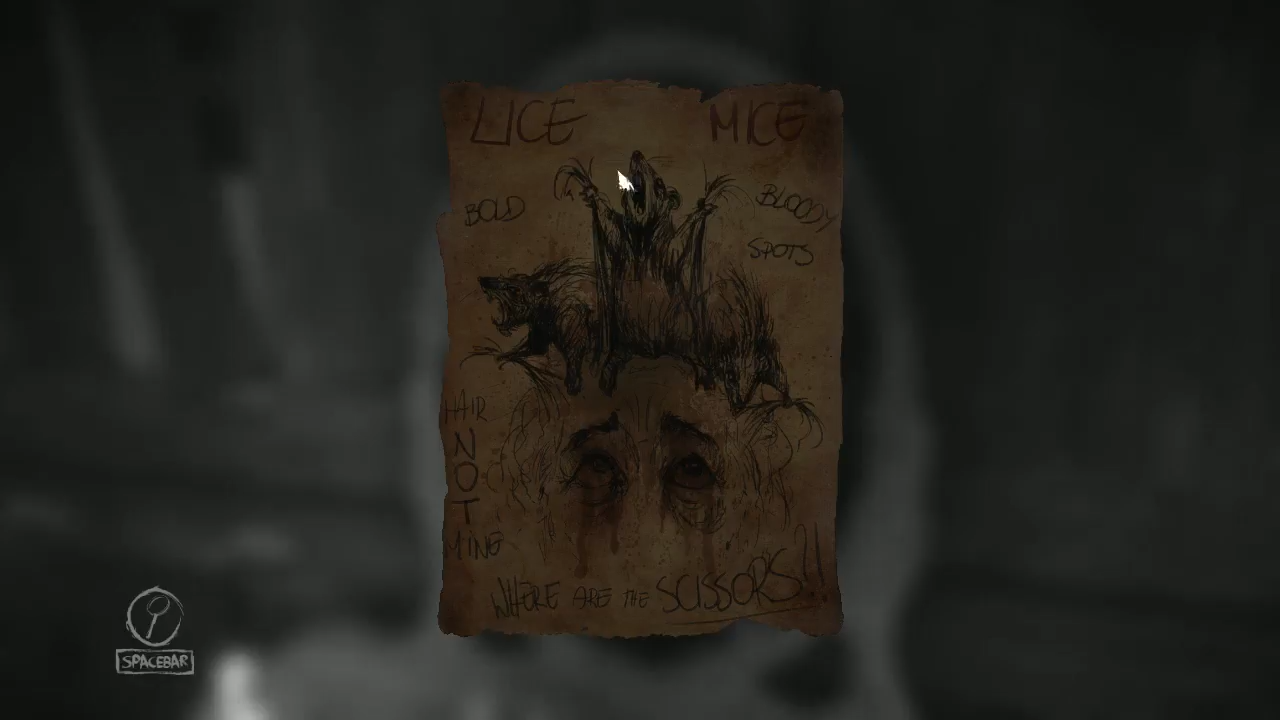 LICE MICE
BOLD
BLOODY
SPOTS
HAIR
NOT
MINE
WHERE ARE THE SCISSORS?!
SPACEBAR